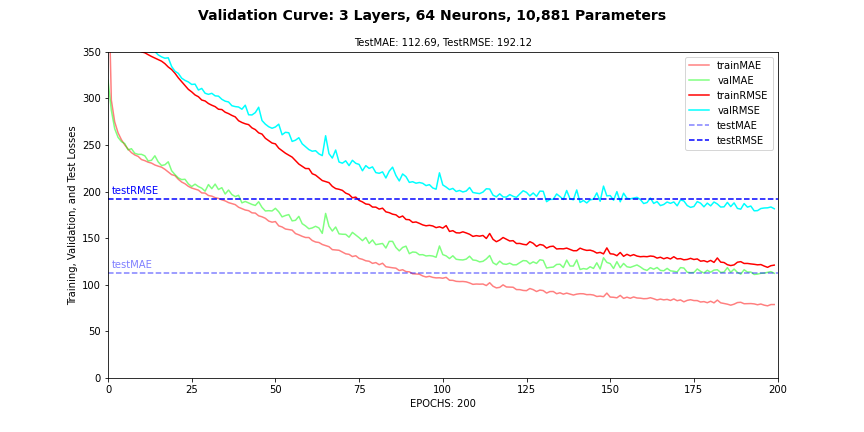 Validation Curve: 3 Layers, 64 Neurons, 10,881 Parameters
TestMAE: 112.69, TestRMSE: 192.12
350
300
250
200
150
100
50
0
Training, Validation, and Test Losses
testRMSE
testMAE
trainMAE
valMAE
trainRMSE
valRMSE
testMAE
testRMSE
0 25 50 75 100 125 150 175 200
EPOCHS: 200